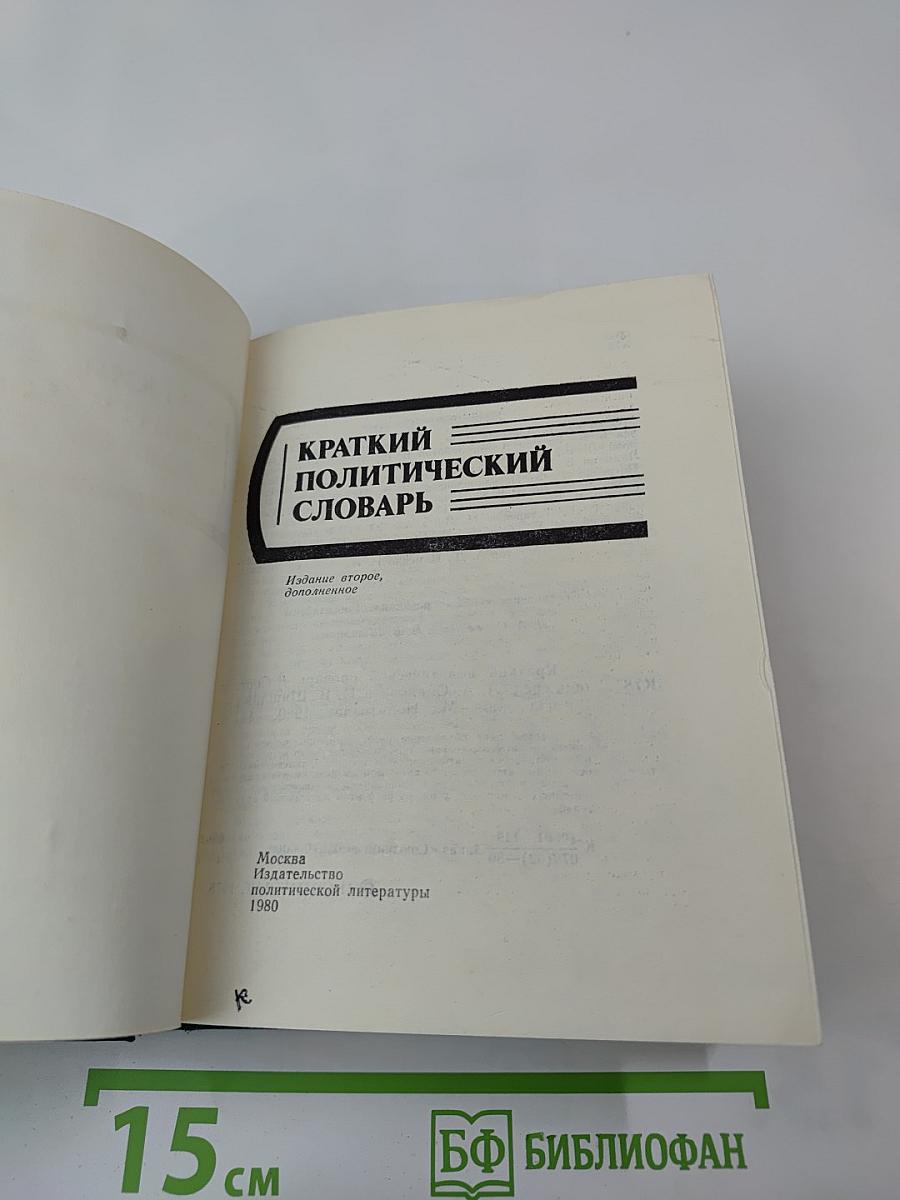 КРАТКИЙ
ПОЛИТИЧЕСКИЙ
СЛОВАРЬ
Издание второе,
дополненное
Москва
Издательство
политической литературы
1980
15 см
БФ БИБЛИОФАН